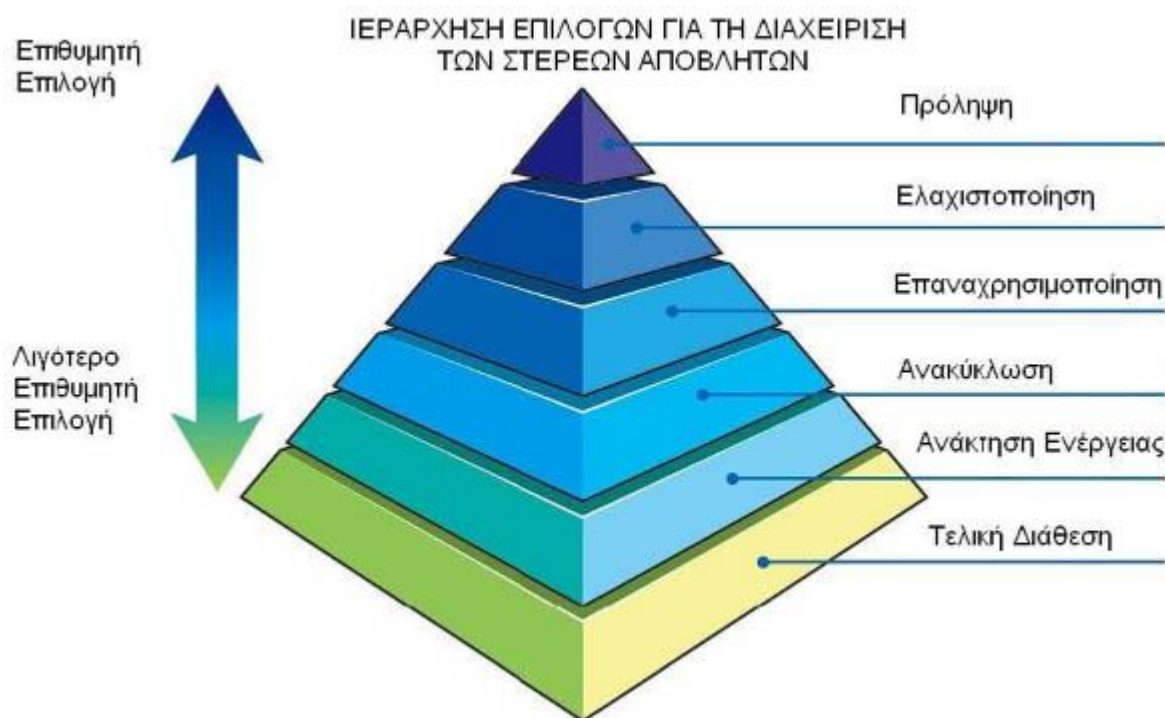 ΙΕΡΑΡΧΗΣΗ ΕΠΙΛΟΓΩΝ ΓΙΑ ΤΗ ΔΙΑΧΕΙΡΙΣΗ
ΤΩΝ ΣΤΕΡΕΩΝ ΑΠΟΒΛΗΤΩΝ
Επιθυμητή
Επιλογή
Πρόληψη
Ελαχιστοποίηση
Επαναχρησιμοποίηση
Λιγότερο
Επιθυμητή
Επιλογή
Ανακύκλωση
Ανάκτηση Ενέργειας
Τελική Διάθεση